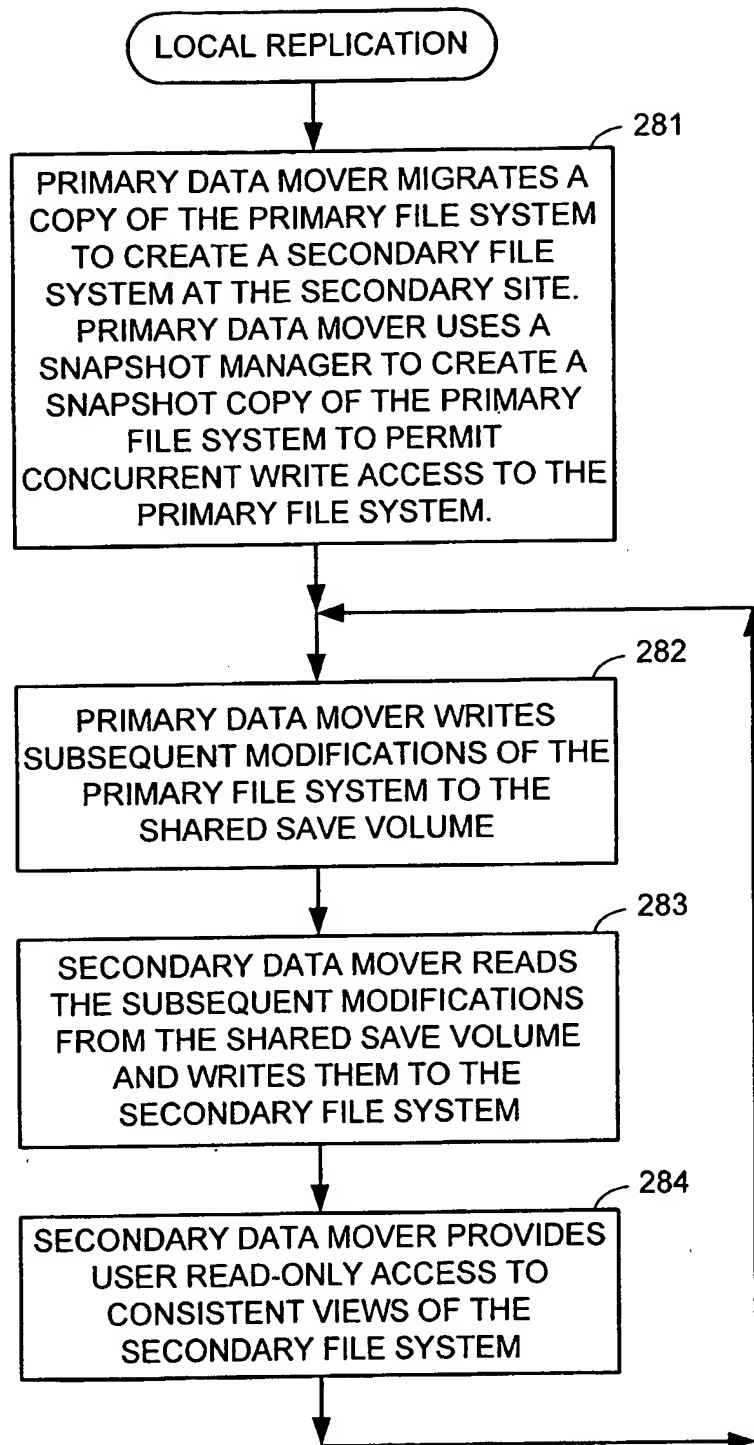 LOCAL REPLICATION
281
PRIMARY DATA MOVER MIGRATES A
COPY OF THE PRIMARY FILE SYSTEM
TO CREATE A SECONDARY FILE
SYSTEM AT THE SECONDARY SITE.
PRIMARY DATA MOVER USES A
SNAPSHOT MANAGER TO CREATE A
SNAPSHOT COPY OF THE PRIMARY
FILE SYSTEM TO PERMIT
CONCURRENT WRITE ACCESS TO THE
PRIMARY FILE SYSTEM.
282
PRIMARY DATA MOVER WRITES
SUBSEQUENT MODIFICATIONS OF THE
PRIMARY FILE SYSTEM TO THE
SHARED SAVE VOLUME
283
SECONDARY DATA MOVER READS
THE SUBSEQUENT MODIFICATIONS
FROM THE SHARED SAVE VOLUME
AND WRITES THEM TO THE
SECONDARY FILE SYSTEM
284
SECONDARY DATA MOVER PROVIDES
USER READ-ONLY ACCESS TO
CONSISTENT VIEWS OF THE
SECONDARY FILE SYSTEM